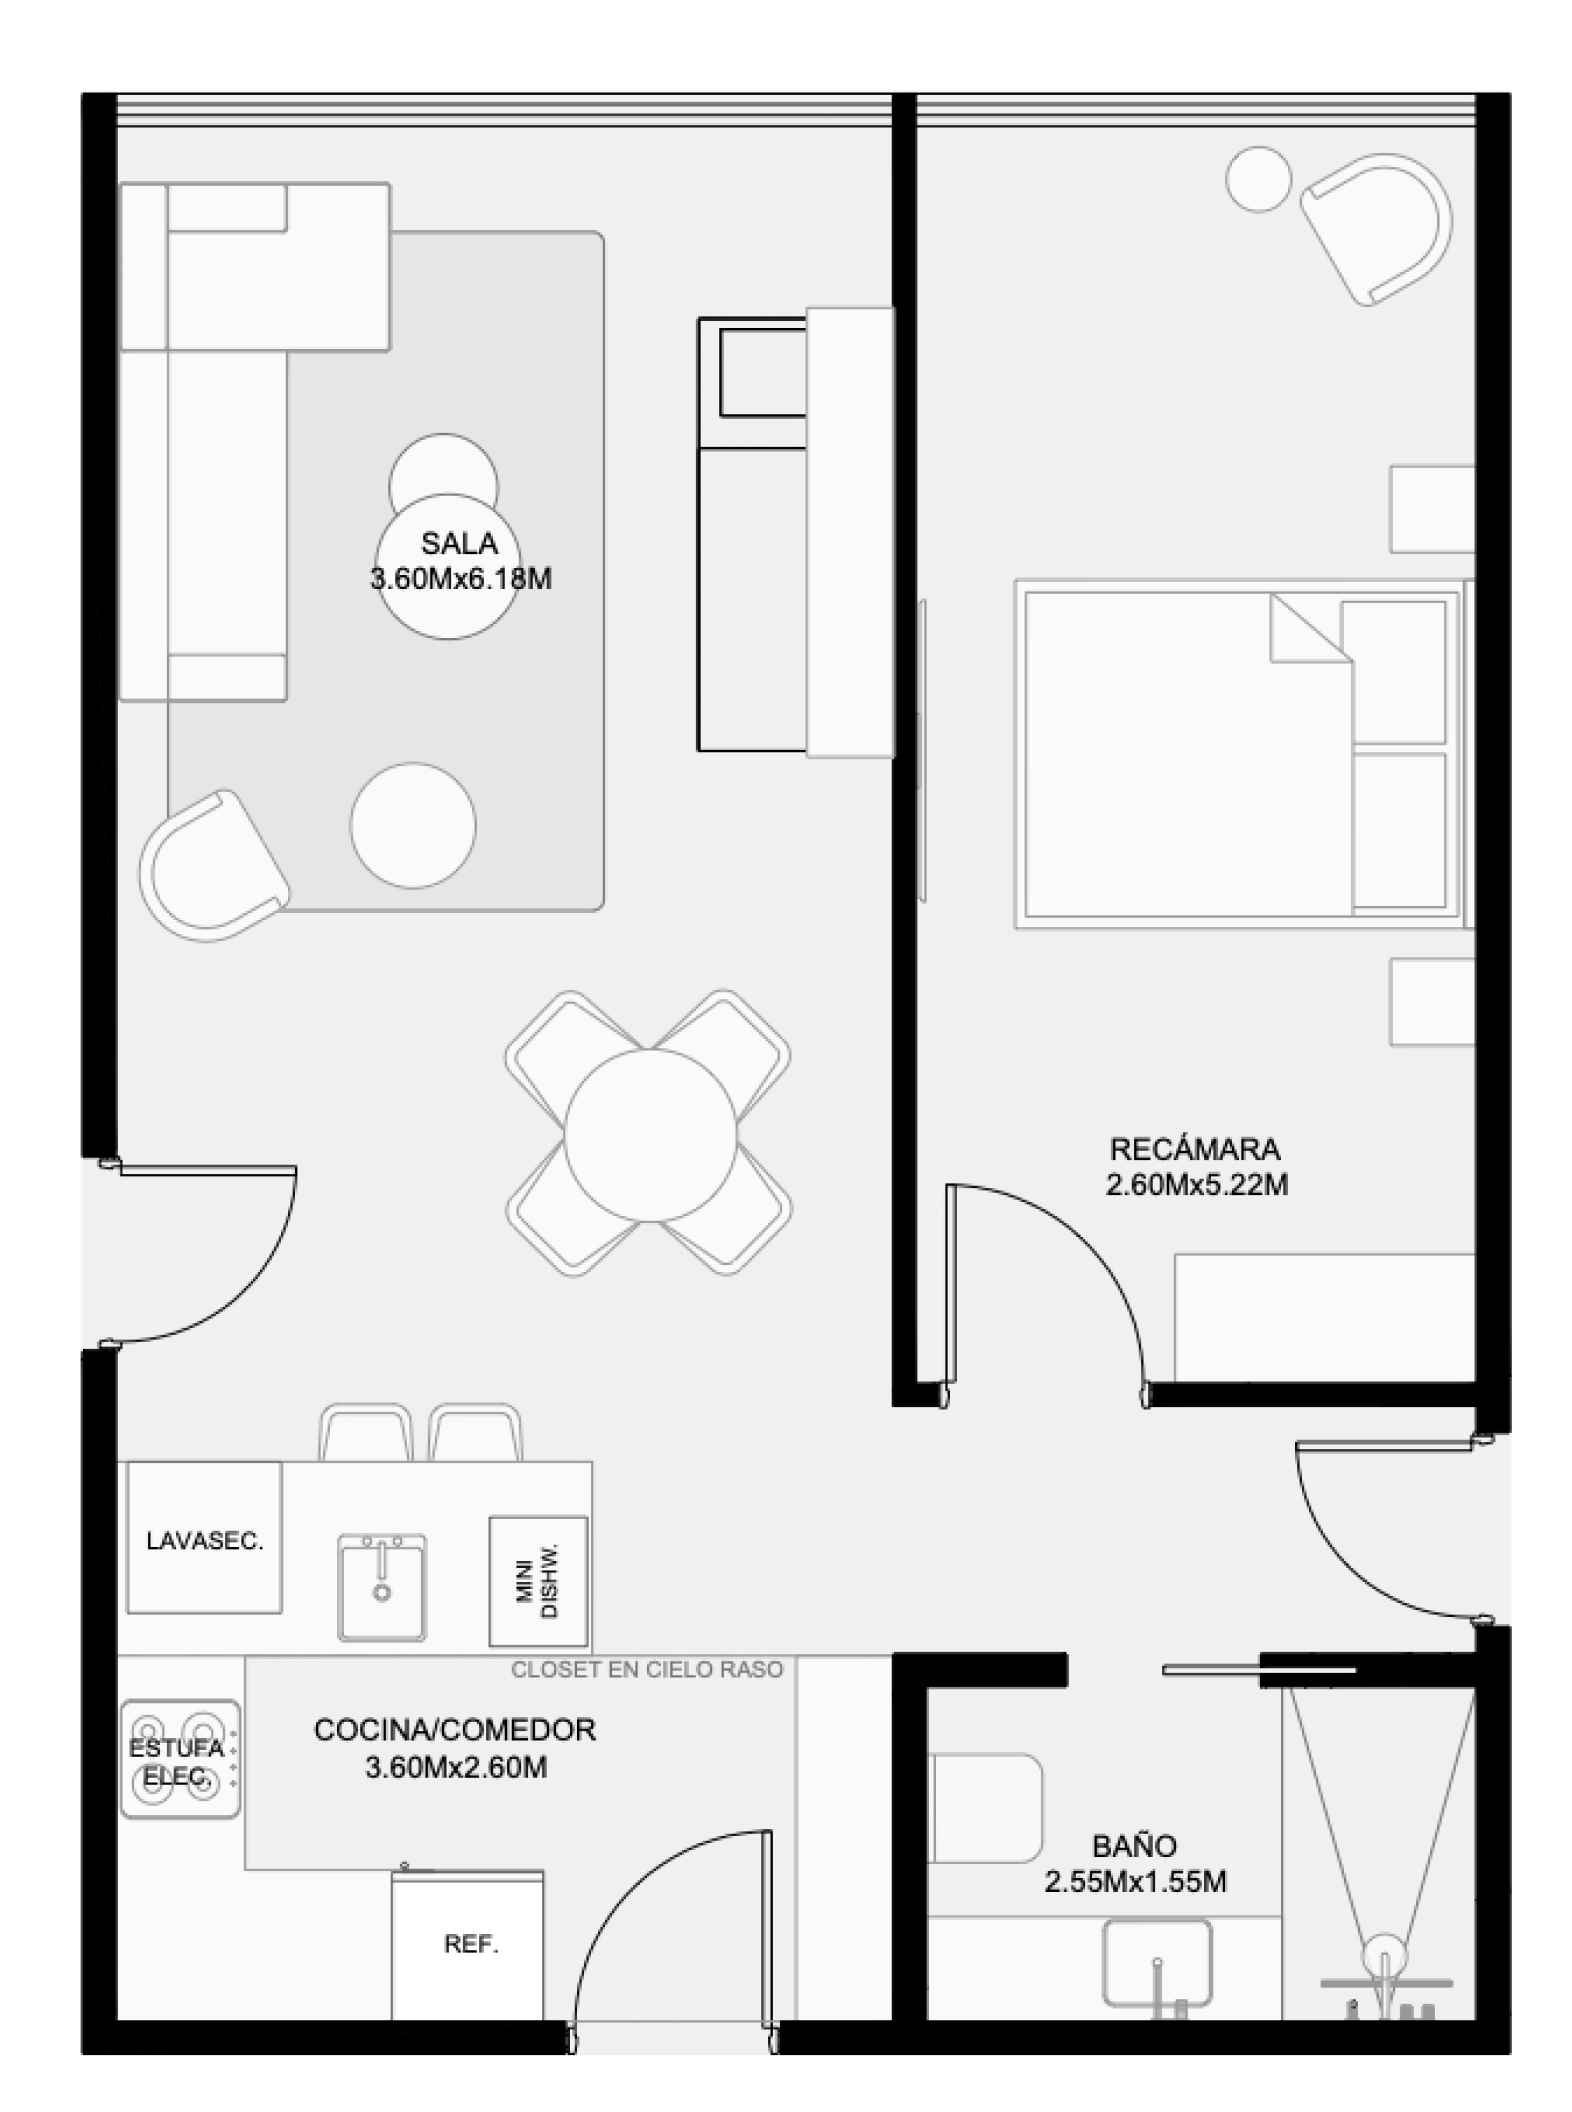 SALA
3.60Mx6.18M
RECÁMARA
2.60Mx5.22M
LAVASEC.
MINI
DISHW.
CLOSET EN CIELO RASO
COCINA/COMEDOR
3.60Mx2.60M
ESTUFA
ELEC.
BAÑO
2.55Mx1.55M
REF.